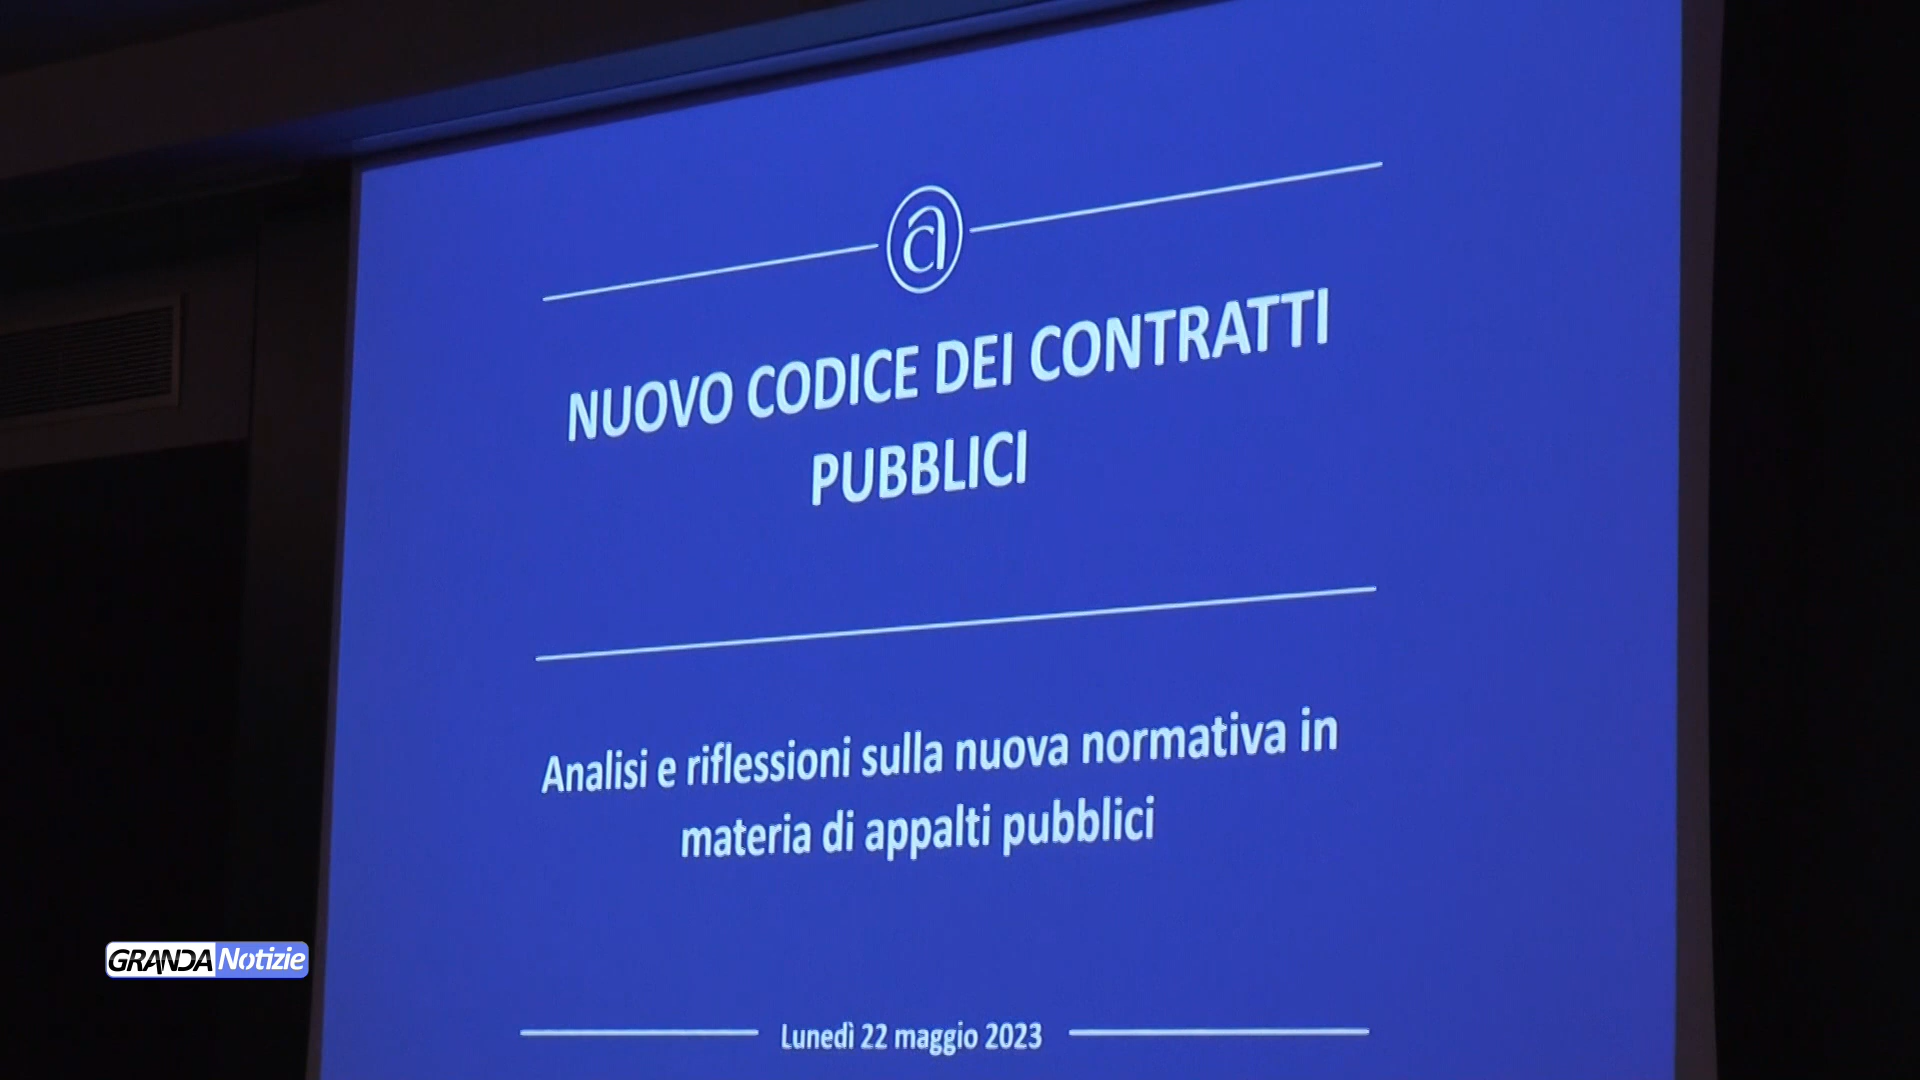 NUOVO CODICE DEI CONTRATTI
PUBBLICI
Analisi e riflessioni sulla nuova normativa in
materia di appalti pubblici
Lunedì 22 maggio 2023
GRANDA Notizie